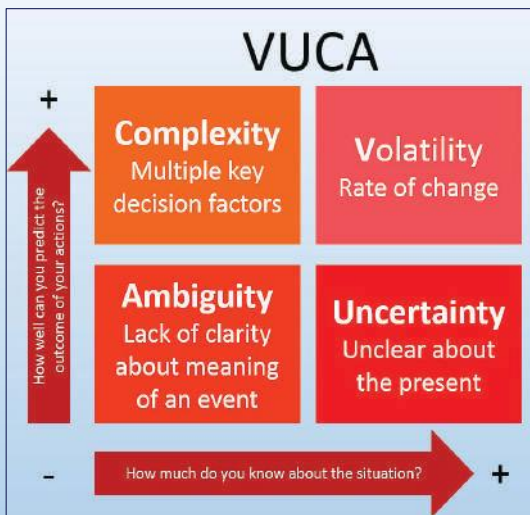 VUCA
+
How well can you predict the
outcome of your actions?
Complexity
Multiple key
decision factors
Volatility
Rate of change
Ambiguity
Lack of clarity
about meaning
of an event
Uncertainty
Unclear about
the present
-
How much do you know about the situation?
+